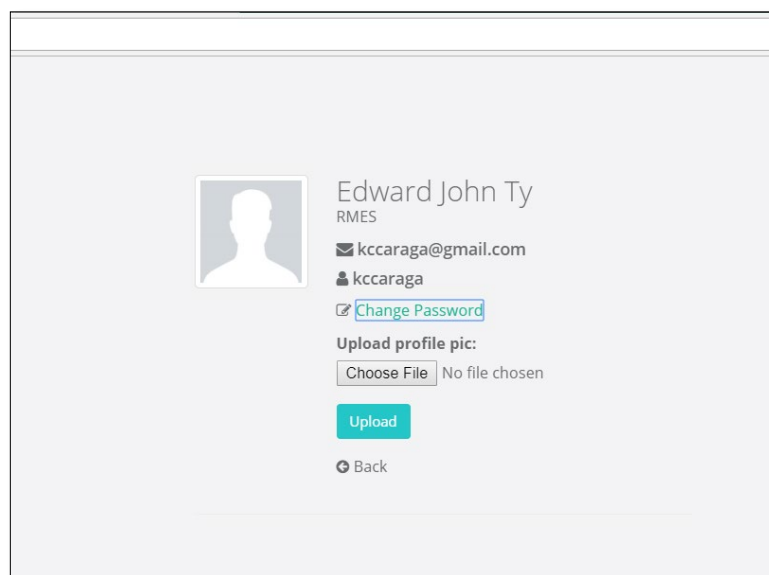 Edward John Ty
RMES
kccaraga@gmail.com
kccaraga
Change Password
Upload profile pic:
Choose File No file chosen
Upload
Back